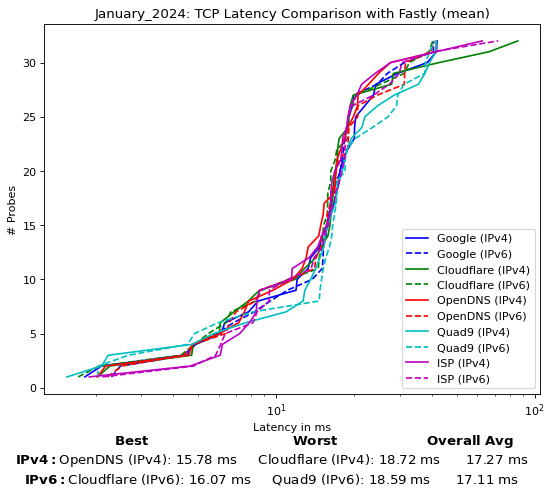 January_2024: TCP Latency Comparison with Fastly (mean)
# Probes
30
25
20
15
10
5
0
Google (IPv4)
Google (IPv6)
Cloudflare (IPv4)
Cloudflare (IPv6)
OpenDNS (IPv4)
OpenDNS (IPv6)
Quad9 (IPv4)
Quad9 (IPv6)
ISP (IPv4)
ISP (IPv6)
10¹ 10²
Latency in ms
Best Worst Overall Avg
IPv4: OpenDNS (IPv4): 15.78 ms Cloudflare (IPv4): 18.72 ms 17.27 ms
IPv6: Cloudflare (IPv6): 16.07 ms Quad9 (IPv6): 18.59 ms 17.11 ms